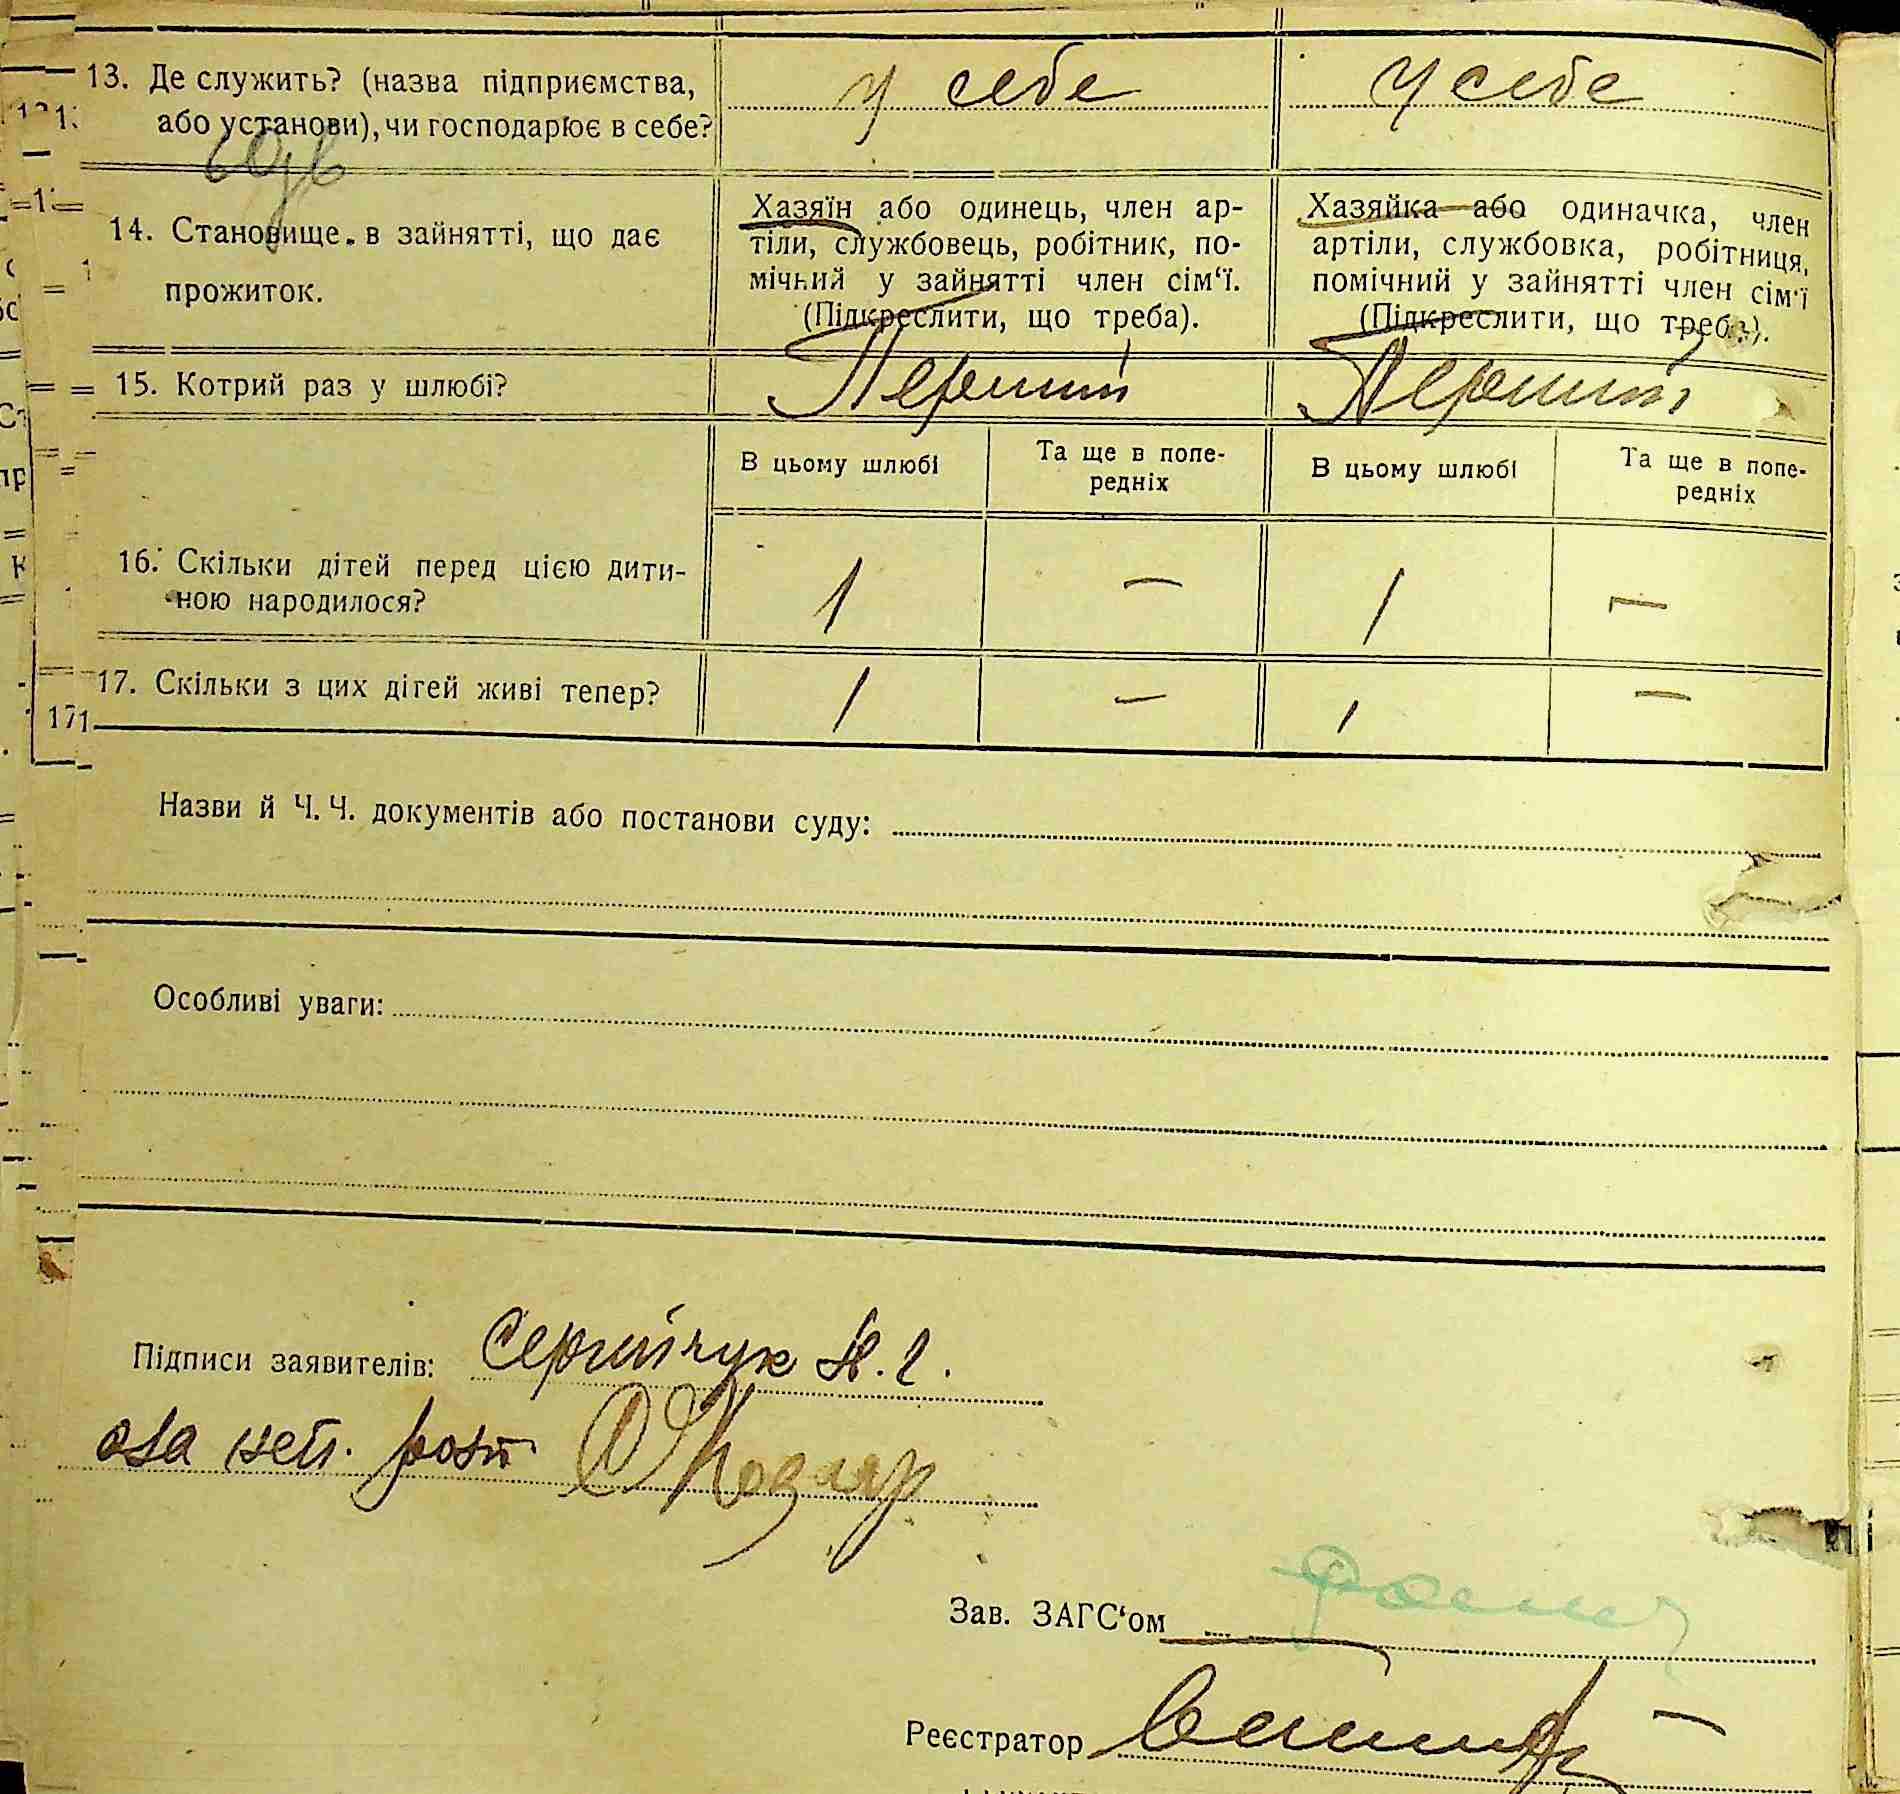 13. Де служить? (назва підприємства, або установи), чи господарює в себе? у себе у себе
14. Становище в зайнятті, що дає прожиток.
Хазяїн або одинець, член ар-
тіли, службовець, робітник, по-
мічний у зайнятті член сім'ї.
(Підкреслити, що треба).
Хазяйка або одиначка, член
артіли, службовка, робітниця,
помічний у зайнятті член сім'ї
(Підкреслити, що треба).
15. Котрий раз у шлюбі? Перший Перший
В цьому шлюбі Та ще в попе-редніх В цьому шлюбі Та ще в попе-редніх
16. Скільки дітей перед цією дити-ною народилося? 1 — 1 —
17. Скільки з цих дітей живі тепер? 1 — 1 —
Назви й Ч. Ч. документів або постанови суду:
Особливі уваги:
Підписи заявителів: Сергійчук Н. І.
Зав. ЗАГС'ом
Реєстратор